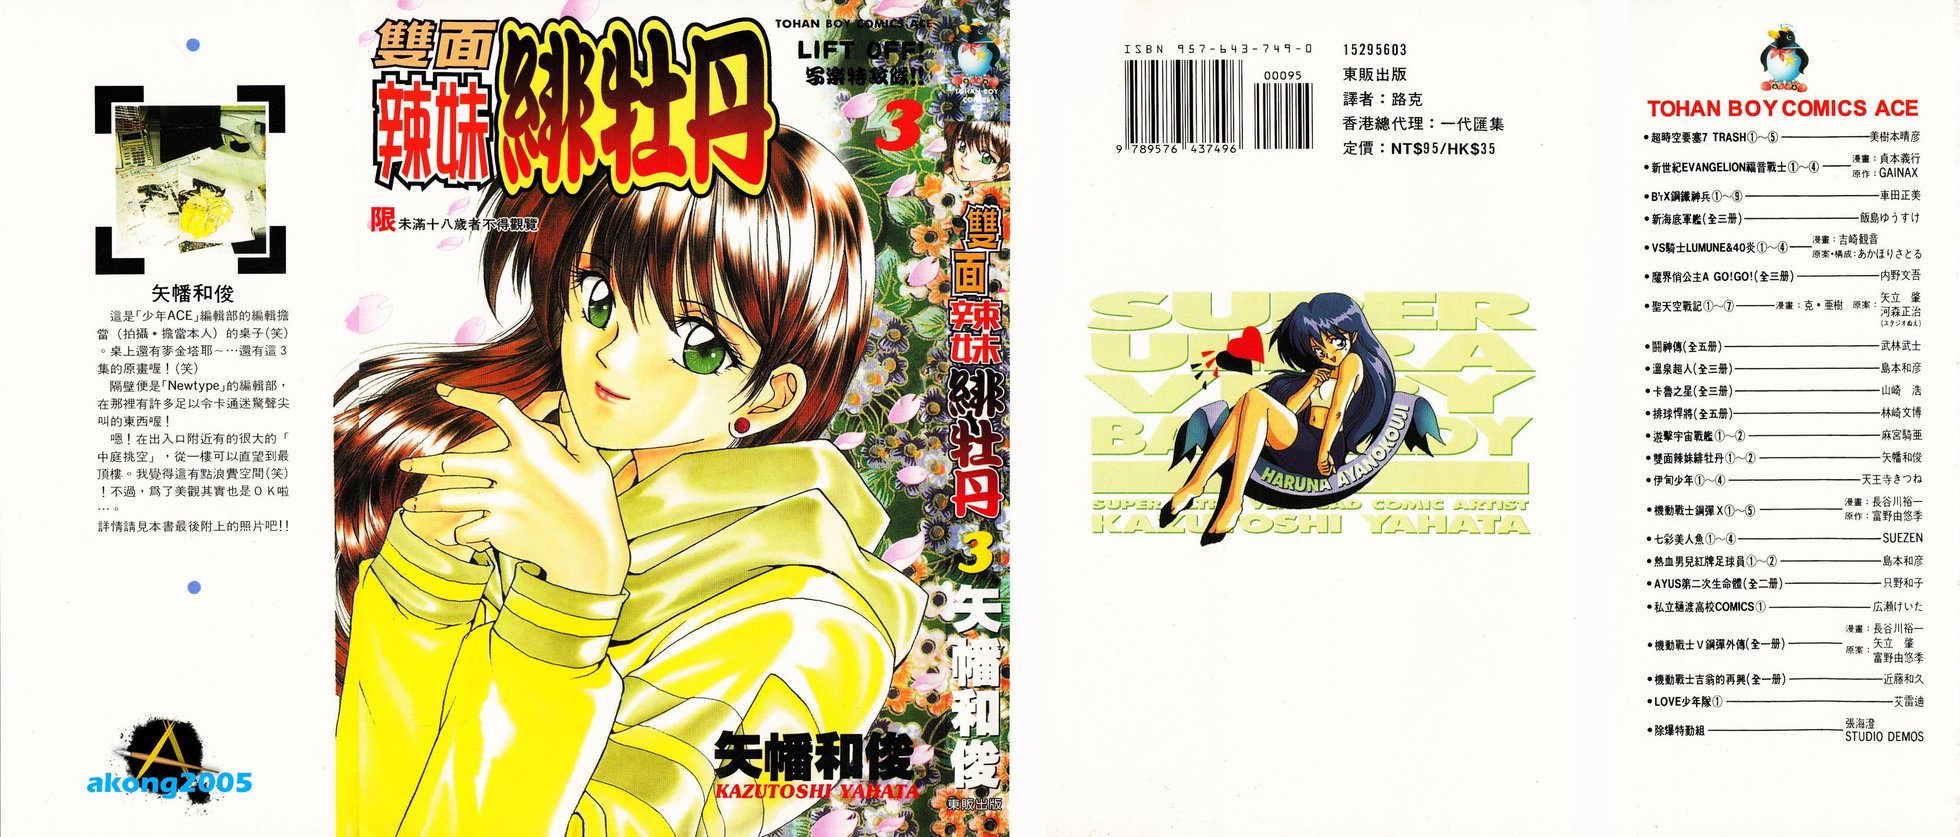 矢幡和俊
這是「少年ACE」編輯部的編輯擔
當（拍攝・擔當本人）的桌子(笑)
。桌上還有麥金塔耶～…還有這3
集的原畫喔！(笑)
隔壁便是「Newtype」的編輯部，
在那裡有許多足以令卡通迷驚聲尖
叫的東西喔！
嗯！在出入口附近有的很大的「
中庭挑空」，從一樓可以直望到最
頂樓。我覺得這有點浪費空間(笑)
！不過，為了美觀其實也是ＯＫ啦
…。
詳情請見本書最後附上的照片吧!!
akong2005
雙面
辣妹
緋牡丹
限 未滿十八歲者不得觀覽
TOHAN BOY COMICS ACE
LIFT OFF!
3
矢幡和俊
KAZUTOSHI YAHATA
TOHAN BOY
COMICS
ACE
雙面辣妹緋牡丹
3
矢幡和俊
東販出版
ISBN 957-643-749-0
00095
9 789576 437496
15295603
東販出版
譯者：路克
香港總代理：一代匯集
定價：NT$95/HK$35
SUPER
ULTRA
VERY
BAD BOY
HARUNA AYANOKOUJI
SUPER ULTRA VERY BAD COMIC ARTIST
KAZUTOSHI YAHATA
TOHAN BOY COMICS ACE
•超時空要塞7 TRASH①～⑤ 美樹本晴彦
•新世紀EVANGELION福音戰士①～④ 漫畫：貞本義行
原作：GAINAX
•B'TX鋼鐵神兵①～⑨ 車田正美
•新海底軍艦(全三冊) 飯島ゆうすけ
•VS騎士LUMUNE&40炎①～④ 漫畫：吉崎観音
原案・構成：あかほりさとる
•魔界俏公主A GO!GO!(全三冊) 内野文吾
•聖天空戰記①～⑦ 漫畫：克・亜樹 原案：矢立 肇
河森正治
(スタジオぬえ)
•鬪神傳(全五冊) 武林武士
•溫泉超人(全三冊) 島本和彦
•卡魯之星(全三冊) 山崎 浩
•排球悍將(全五冊) 林崎文博
•遊擊宇宙戰艦①～② 麻宮騎亜
•雙面辣妹緋牡丹①～② 矢幡和俊
•伊甸少年①～④ 天王寺きつね
•機動戰士鋼彈Ｘ①～⑤ 漫畫：長谷川裕一
原作：富野由悠季
•七彩美人魚①～④ SUEZEN
•熱血男兒紅牌足球員①～② 島本和彦
•AYUS第二次生命體(全二冊) 只野和子
•私立樋渡高校COMICS① 広瀬けいた
•機動戰士Ｖ鋼彈外傳(全一冊) 漫畫：長谷川裕一
原案：矢立 肇
富野由悠季
•機動戰士吉翁的再興(全一冊) 近藤和久
•LOVE少年隊① 艾雷迪
•除爆特勤組 張海澄
STUDIO DEMOS